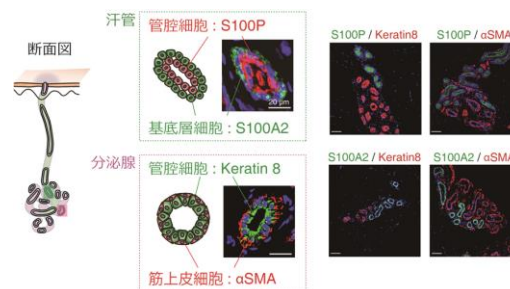 断面図
汗管
管腔細胞 : S100P
20 μm
基底層細胞 : S100A2
分泌腺
管腔細胞 : Keratin 8
筋上皮細胞 : αSMA
S100P / Keratin8
S100P / αSMA
S100A2 / Keratin8
S100A2 / αSMA